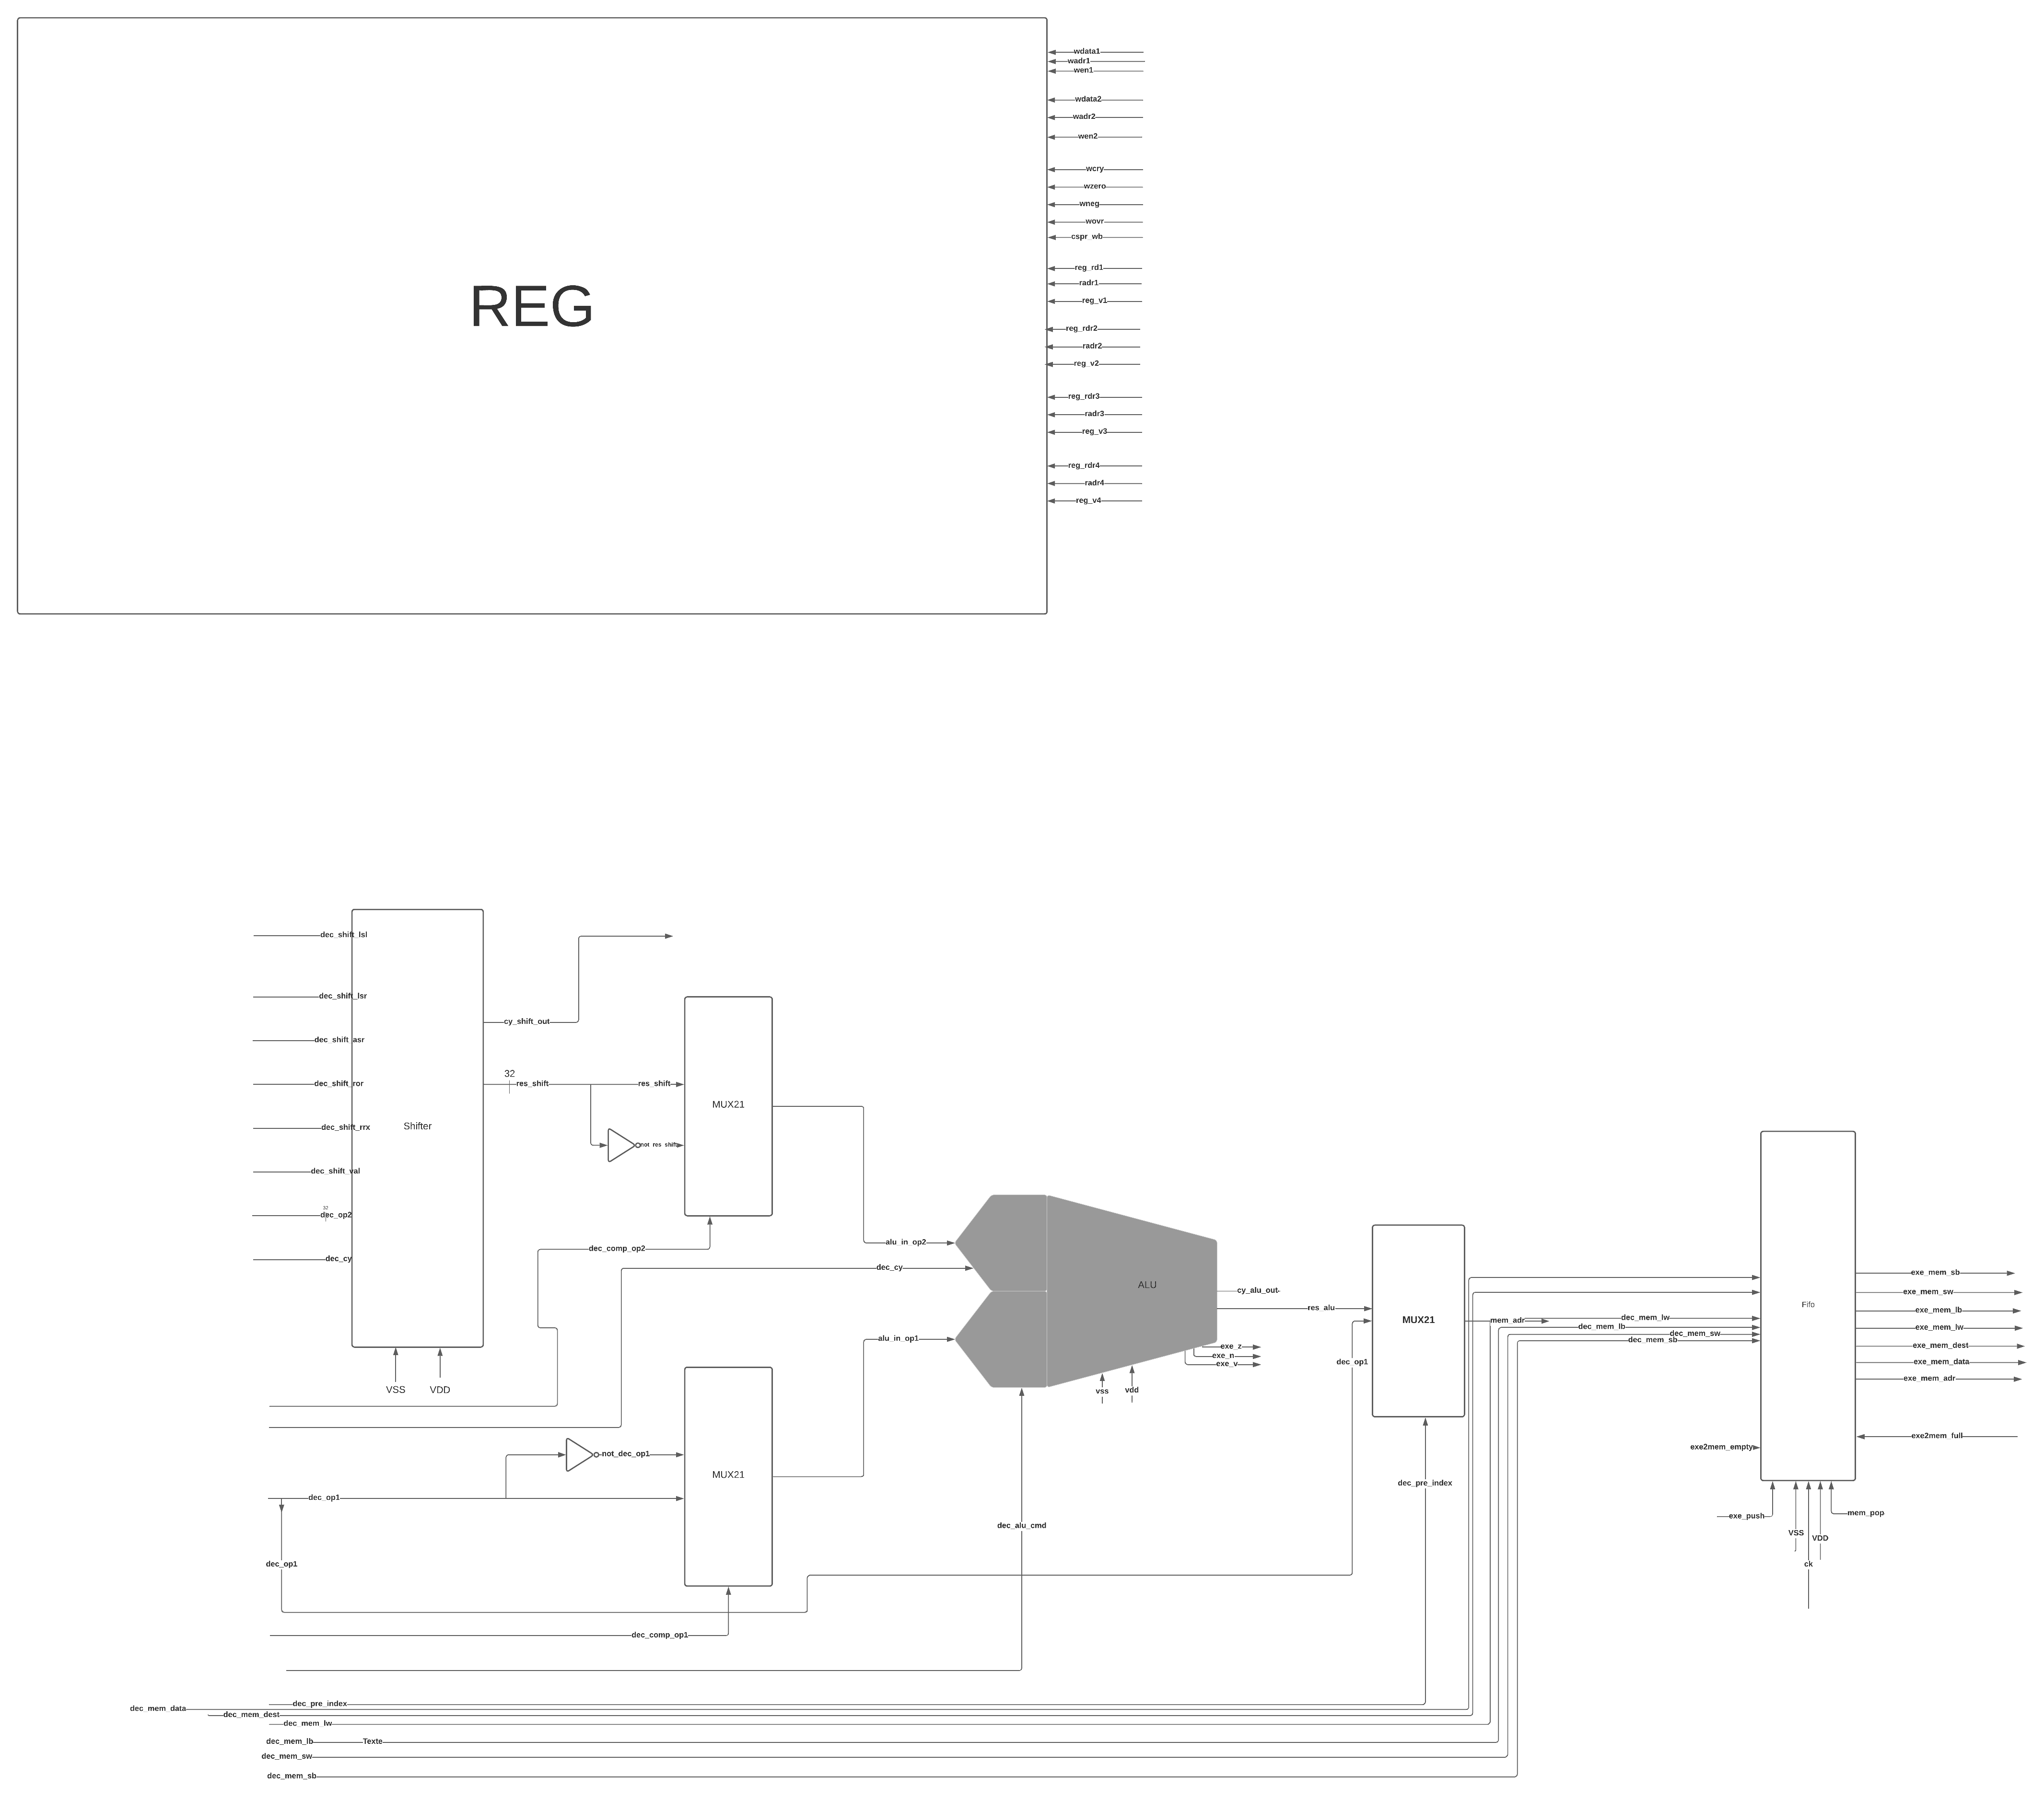 wdata1
wadr1
wen1
wdata2
wadr2
wen2
wcry
wzero
wneg
wovr
cspr_wb
reg_rd1
radr1
reg_v1
REG
reg_rdr2
radr2
reg_v2
reg_rdr3
radr3
reg_v3
reg_rdr4
radr4
reg_v4
dec_shift_lsl
dec_shift_lsr
dec_shift_asr
dec_shift_ror
dec_shift_rrx
dec_shift_val
32
dec_op2
dec_cy
Shifter
VSS
VDD
cy_shift_out
32
res_shift
res_shift
not_res_shift
MUX21
dec_comp_op2
dec_cy
alu_in_op2
alu_in_op1
ALU
cy_alu_out
res_alu
exe_z
exe_n
exe_v
vss
vdd
not_dec_op1
dec_op1
MUX21
dec_op1
dec_comp_op1
dec_alu_cmd
dec_op1
MUX21
dec_pre_index
mem_adr
dec_mem_lw
dec_mem_lb
dec_mem_sw
dec_mem_sb
Fifo
exe_mem_sb
exe_mem_sw
exe_mem_lb
exe_mem_lw
exe_mem_dest
exe_mem_data
exe_mem_adr
exe2mem_full
exe2mem_empty
exe_push
VSS
VDD
ck
mem_pop
dec_pre_index
dec_mem_data
dec_mem_dest
dec_mem_lw
dec_mem_lb Texte
dec_mem_sw
dec_mem_sb